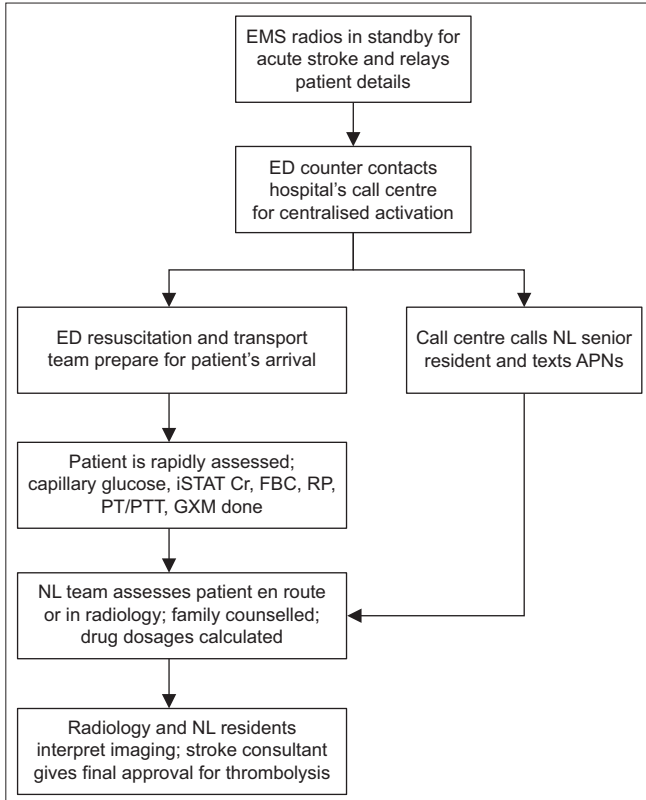 EMS radios in standby for
acute stroke and relays
patient details
ED counter contacts
hospital's call centre
for centralised activation
ED resuscitation and transport
team prepare for patient's arrival
Call centre calls NL senior
resident and texts APNs
Patient is rapidly assessed;
capillary glucose, iSTAT Cr, FBC, RP,
PT/PTT, GXM done
NL team assesses patient en route
or in radiology; family counselled;
drug dosages calculated
Radiology and NL residents
interpret imaging; stroke consultant
gives final approval for thrombolysis